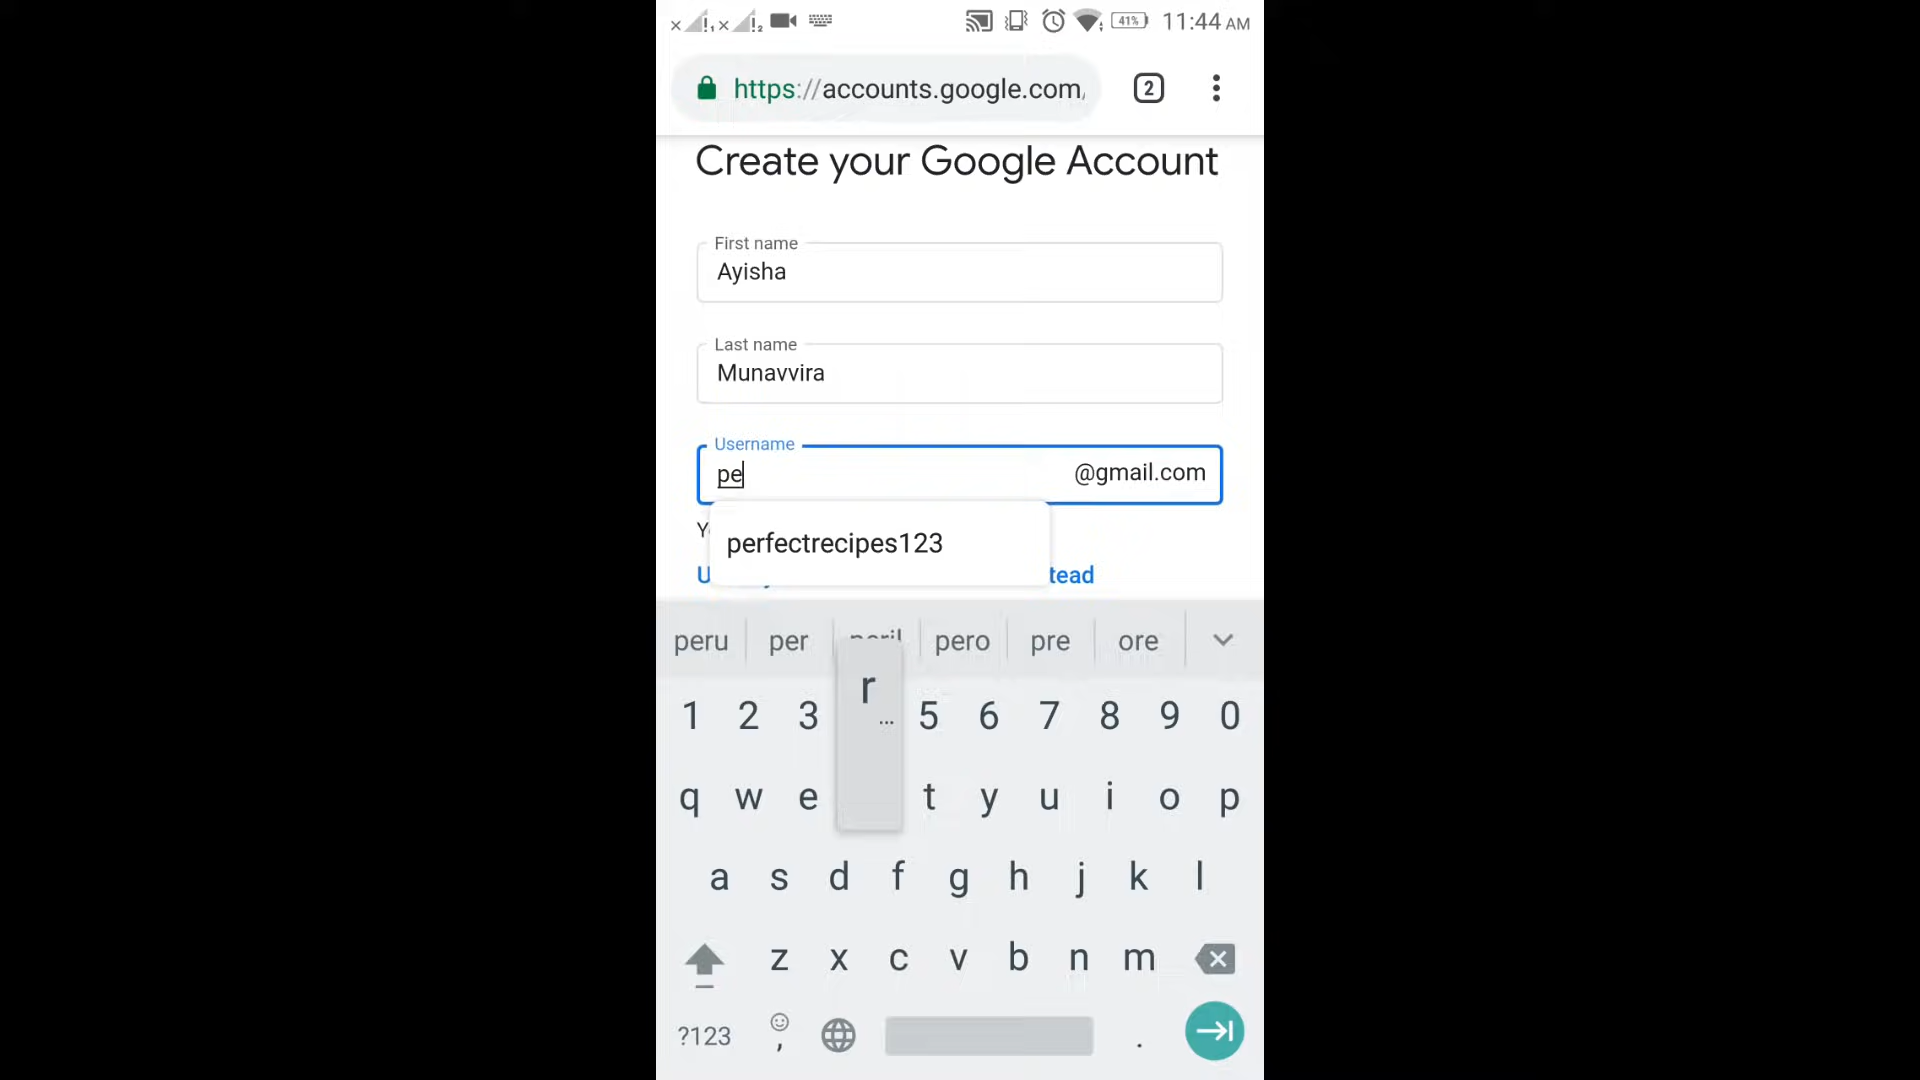 41% 11:44 AM
https://accounts.google.com/ 2
Create your Google Account
First name
Ayisha
Last name
Munavvira
Username
pe @gmail.com
perfectrecipes123
tead
peru per pero pre ore
r
1 2 3 5 6 7 8 9 0
q w e t y u i o p
a s d f g h j k l
z x c v b n m
?123 , .